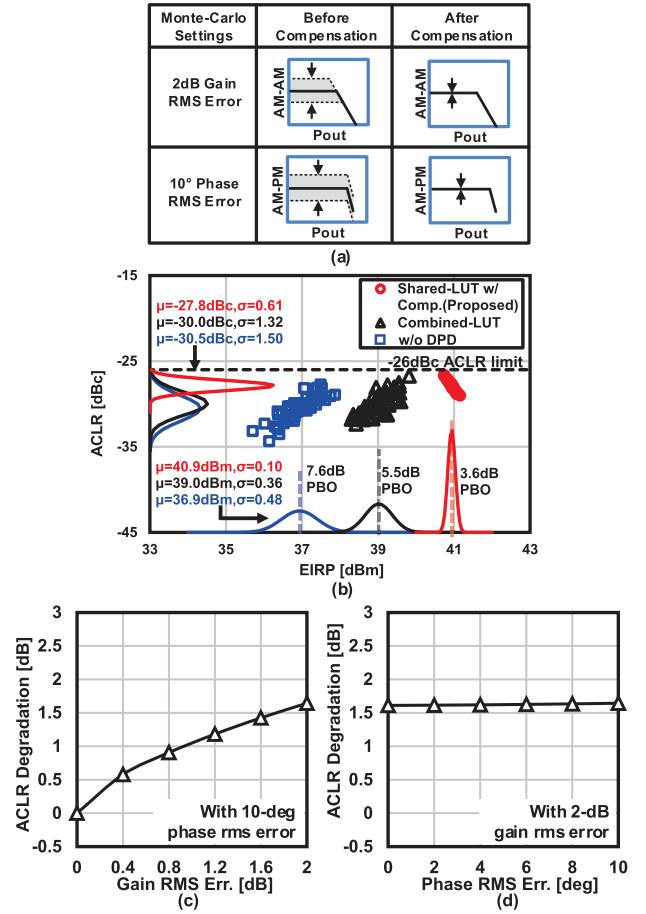 Monte-Carlo Settings
Before Compensation
After Compensation
2dB Gain RMS Error
AM-AM
Pout
AM-AM
Pout
10° Phase RMS Error
AM-PM
Pout
AM-PM
Pout
(a)
-15
-25
-35
-45
ACLR [dBc]
μ=-27.8dBc,σ=0.61
μ=-30.0dBc,σ=1.32
μ=-30.5dBc,σ=1.50
Shared-LUT w/
Comp.(Proposed)
Combined-LUT
w/o DPD
-26dBc ACLR limit
μ=40.9dBm,σ=0.10
μ=39.0dBm,σ=0.36
μ=36.9dBm,σ=0.48
7.6dB
PBO
5.5dB
PBO
3.6dB
PBO
33 35 37 39 41 43
EIRP [dBm]
(b)
3
2.5
2
1.5
1
0.5
0
-0.5
ACLR Degradation [dB]
With 10-deg
phase rms error
0 0.4 0.8 1.2 1.6 2
Gain RMS Err. [dB]
(c)
3
2.5
2
1.5
1
0.5
0
-0.5
ACLR Degradation [dB]
With 2-dB
gain rms error
0 2 4 6 8 10
Phase RMS Err. [deg]
(d)